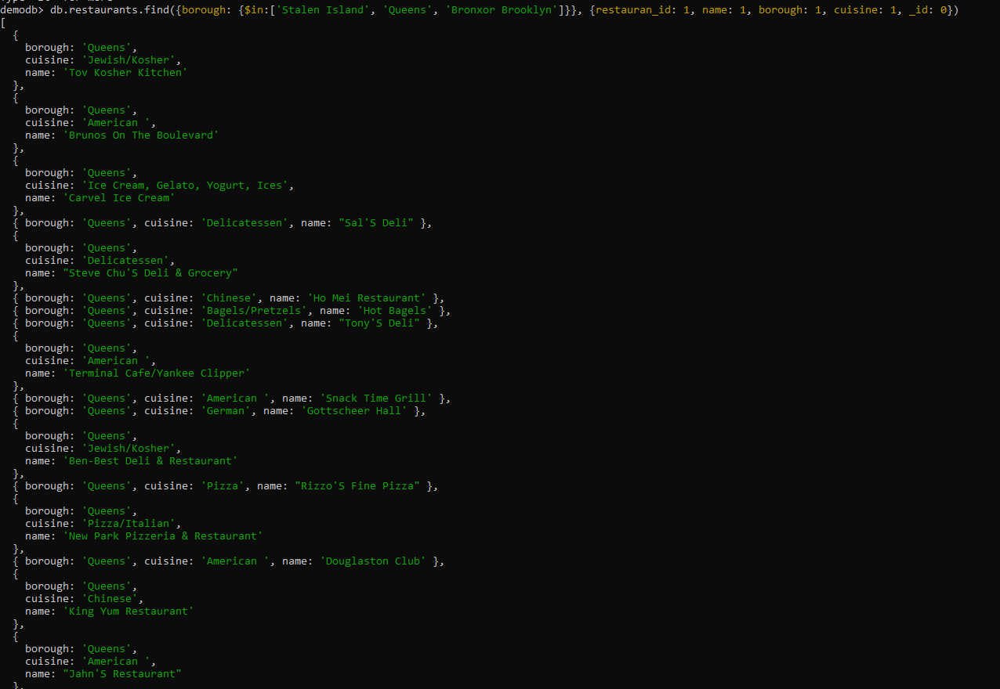 demodb> db.restaurants.find({borough: {$in:['Stalen Island', 'Queens', 'Bronxor Brooklyn']}}, {restauran_id: 1, name: 1, borough: 1, cuisine: 1, _id: 0})
[
  {
    borough: 'Queens',
    cuisine: 'Jewish/Kosher',
    name: 'Tov Kosher Kitchen'
  },
  {
    borough: 'Queens',
    cuisine: 'American ',
    name: 'Brunos On The Boulevard'
  },
  {
    borough: 'Queens',
    cuisine: 'Ice Cream, Gelato, Yogurt, Ices',
    name: 'Carvel Ice Cream'
  },
  { borough: 'Queens', cuisine: 'Delicatessen', name: "Sal'S Deli" },
  {
    borough: 'Queens',
    cuisine: 'Delicatessen',
    name: "Steve Chu'S Deli & Grocery"
  },
  { borough: 'Queens', cuisine: 'Chinese', name: 'Ho Mei Restaurant' },
  { borough: 'Queens', cuisine: 'Bagels/Pretzels', name: 'Hot Bagels' },
  { borough: 'Queens', cuisine: 'Delicatessen', name: "Tony'S Deli" },
  {
    borough: 'Queens',
    cuisine: 'American ',
    name: 'Terminal Cafe/Yankee Clipper'
  },
  { borough: 'Queens', cuisine: 'American ', name: 'Snack Time Grill' },
  { borough: 'Queens', cuisine: 'German', name: 'Gottscheer Hall' },
  {
    borough: 'Queens',
    cuisine: 'Jewish/Kosher',
    name: 'Ben-Best Deli & Restaurant'
  },
  { borough: 'Queens', cuisine: 'Pizza', name: "Rizzo'S Fine Pizza" },
  {
    borough: 'Queens',
    cuisine: 'Pizza/Italian',
    name: 'New Park Pizzeria & Restaurant'
  },
  { borough: 'Queens', cuisine: 'American ', name: 'Douglaston Club' },
  {
    borough: 'Queens',
    cuisine: 'Chinese',
    name: 'King Yum Restaurant'
  },
  {
    borough: 'Queens',
    cuisine: 'American ',
    name: "Jahn'S Restaurant"
  },